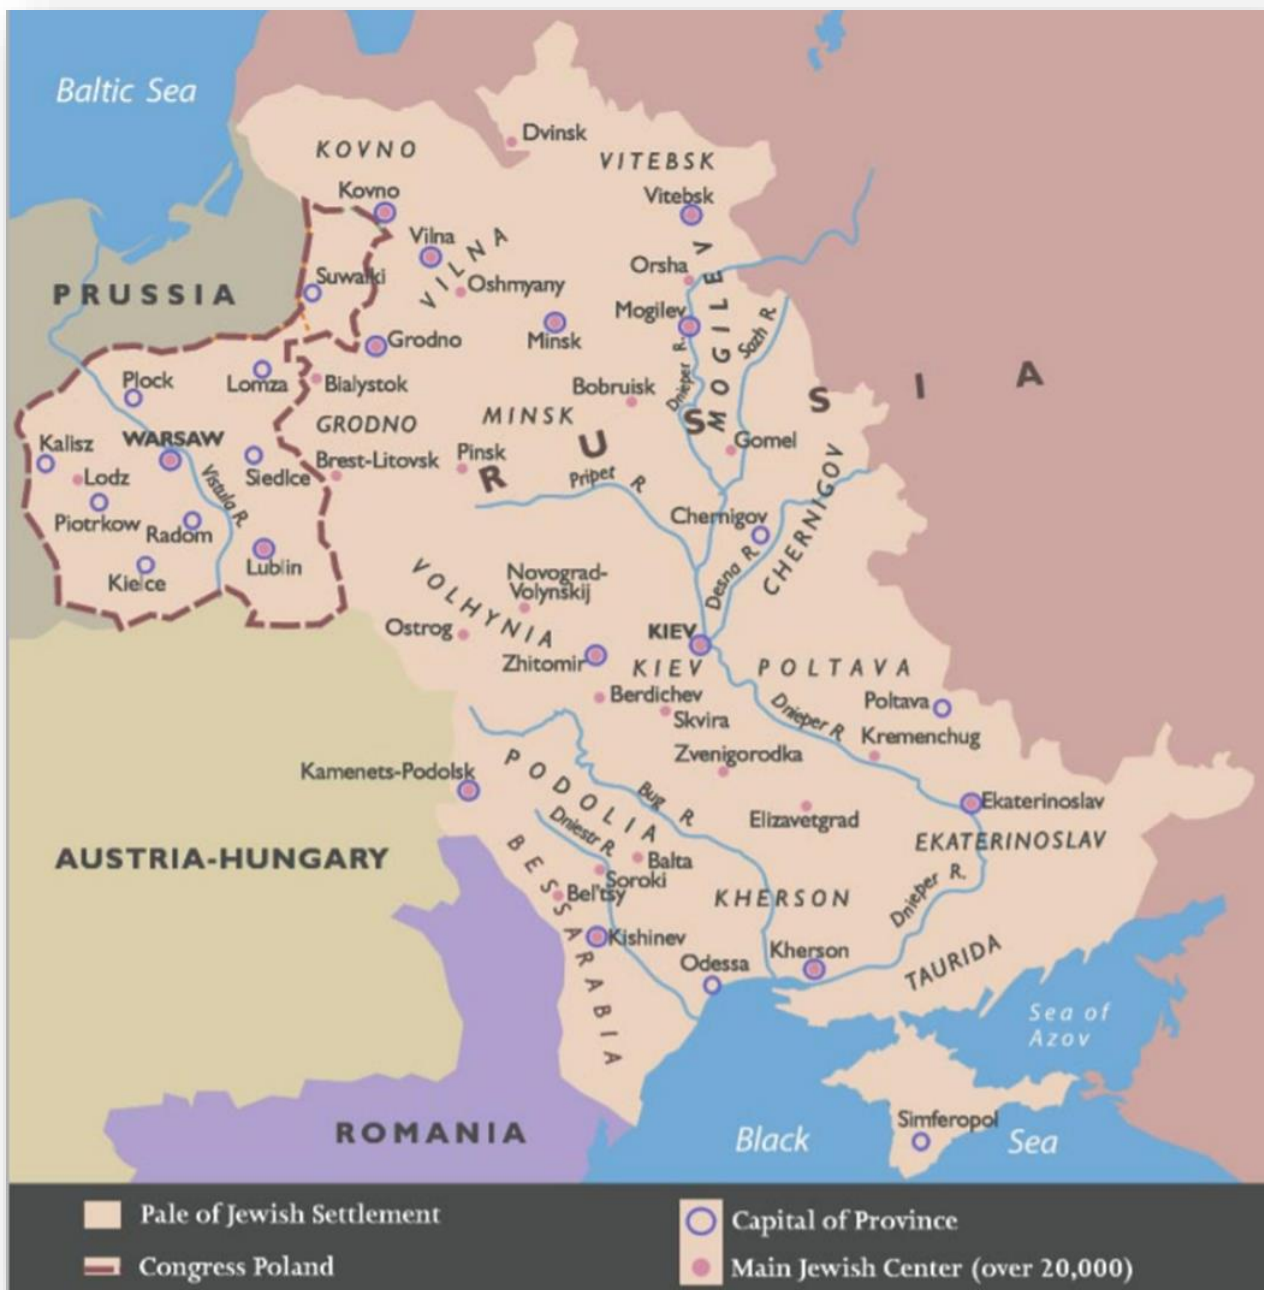 Baltic Sea
Dvinsk
KOVNO
VITEBSK
Kovno
Vitebsk
Vilna
VILNA
Orsha
Suwalki
Oshmyany
PRUSSIA
Mogilev
MOGILEV
Sozh R.
Grodno
Minsk
Dnieper R.
Plock
Lomza
Bialystok
Bobruisk
RUSSIA
Kalisz
WARSAW
GRODNO
MINSK
Gomel
Lodz
Siedlce
Brest-Litovsk
Pinsk
Pripet R
CHERNIGOV
Vistula R.
Piotrkow
Radom
Chernigov
Kielce
Lublin
VOLHYNIA
Novograd-
Volynskij
Desna R.
Ostrog
KIEV
Zhitomir
KIEV
POLTAVA
Berdichev
Poltava
Skvira
Dnieper R
Kremenchug
Zvenigorodka
Kamenets-Podolsk
PODOLIA
Bug R
Ekaterinoslav
Elizavetgrad
EKATERINOSLAV
Dniestr R.
AUSTRIA-HUNGARY
BESSARABIA
Balta
Soroki
Bel'tsy
KHERSON
Dnieper R.
Kishinev
Odessa
Kherson
TAURIDA
Sea of
Azov
Simferopol
ROMANIA
Black Sea
Pale of Jewish Settlement
Capital of Province
Congress Poland
Main Jewish Center (over 20,000)